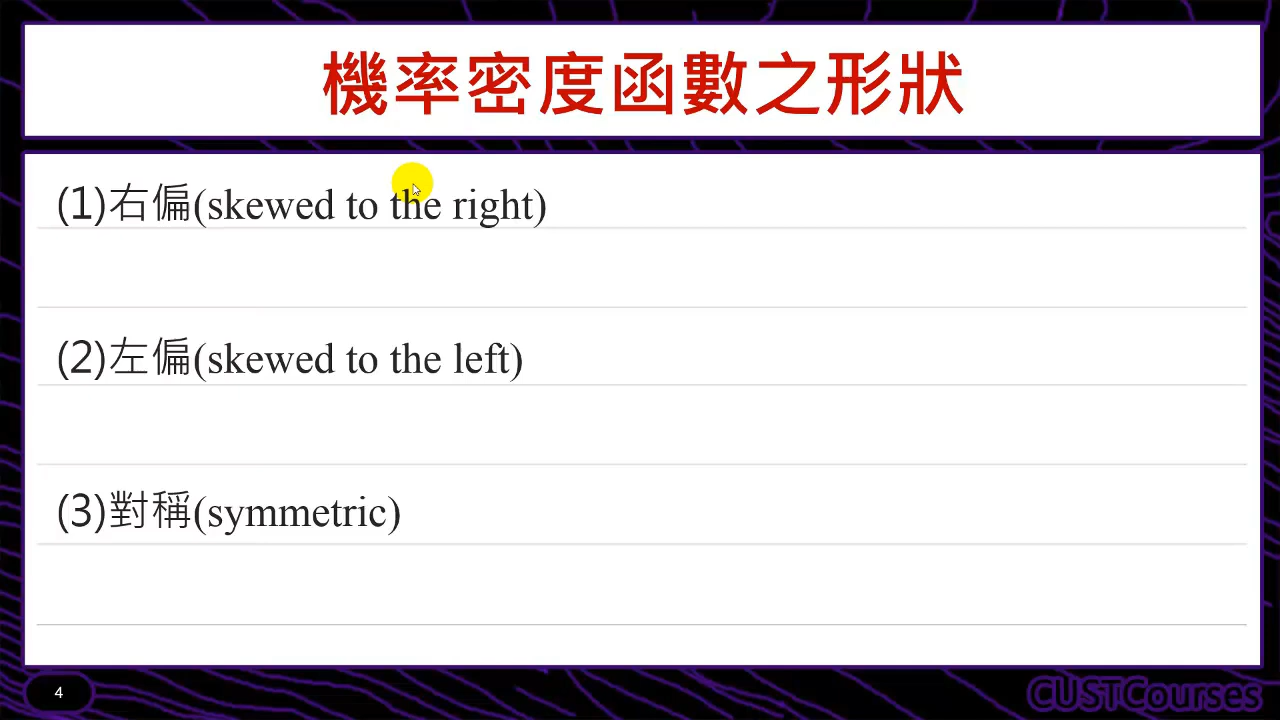 機率密度函數之形狀
(1)右偏(skewed to the right)
(2)左偏(skewed to the left)
(3)對稱(symmetric)
4
CUSTCourses